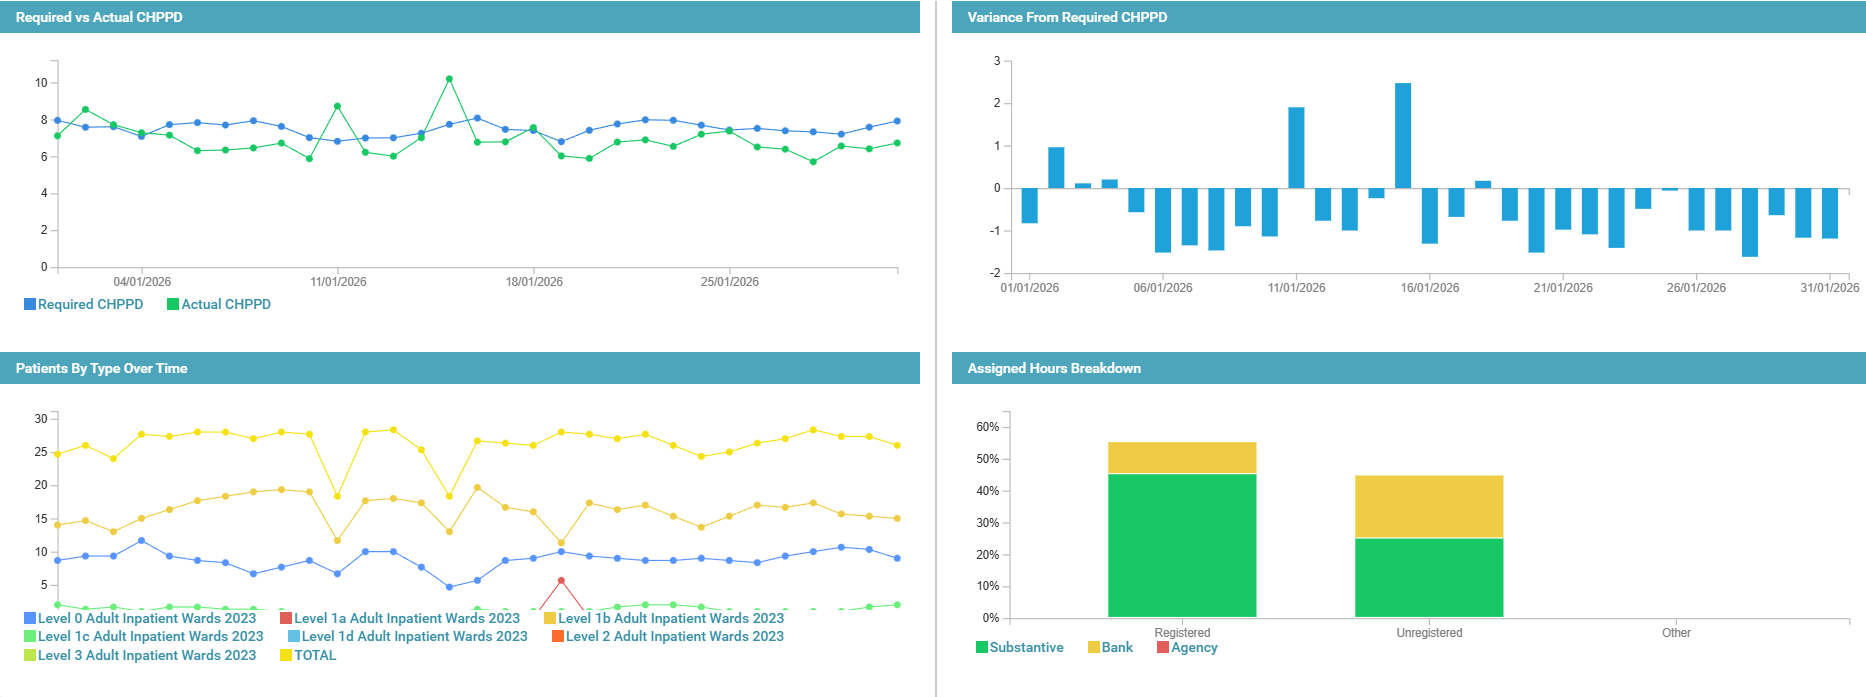 Required vs Actual CHPPD
10
8
6
4
2
0
04/01/2026 11/01/2026 18/01/2026 25/01/2026
Required CHPPD Actual CHPPD
Variance From Required CHPPD
3
2
1
0
-1
-2
01/01/2026 06/01/2026 11/01/2026 16/01/2026 21/01/2026 26/01/2026 31/01/2026
Patients By Type Over Time
30
25
20
15
10
5
Level 0 Adult Inpatient Wards 2023 Level 1a Adult Inpatient Wards 2023 Level 1b Adult Inpatient Wards 2023
Level 1c Adult Inpatient Wards 2023 Level 1d Adult Inpatient Wards 2023 Level 2 Adult Inpatient Wards 2023
Level 3 Adult Inpatient Wards 2023 TOTAL
Assigned Hours Breakdown
60%
50%
40%
30%
20%
10%
0%
Registered Unregistered Other
Substantive Bank Agency